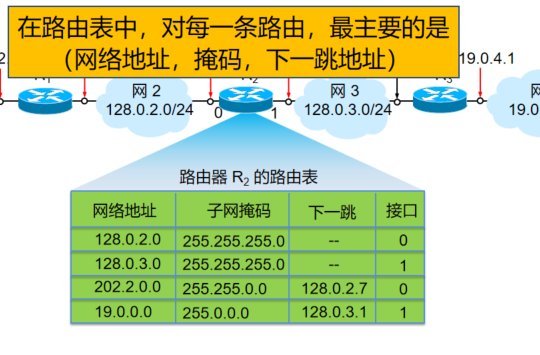 在路由表中，对每一条路由，最主要的是
（网络地址，掩码，下一跳地址）
19.0.4.1
网 2
128.0.2.0/24
R2
网 3
128.0.3.0/24
R3
19.0
0
1
路由器 R2 的路由表
网络地址 子网掩码 下一跳 接口
128.0.2.0 255.255.255.0 -- 0
128.0.3.0 255.255.255.0 -- 1
202.2.0.0 255.255.0.0 128.0.2.7 0
19.0.0.0 255.0.0.0 128.0.3.1 1